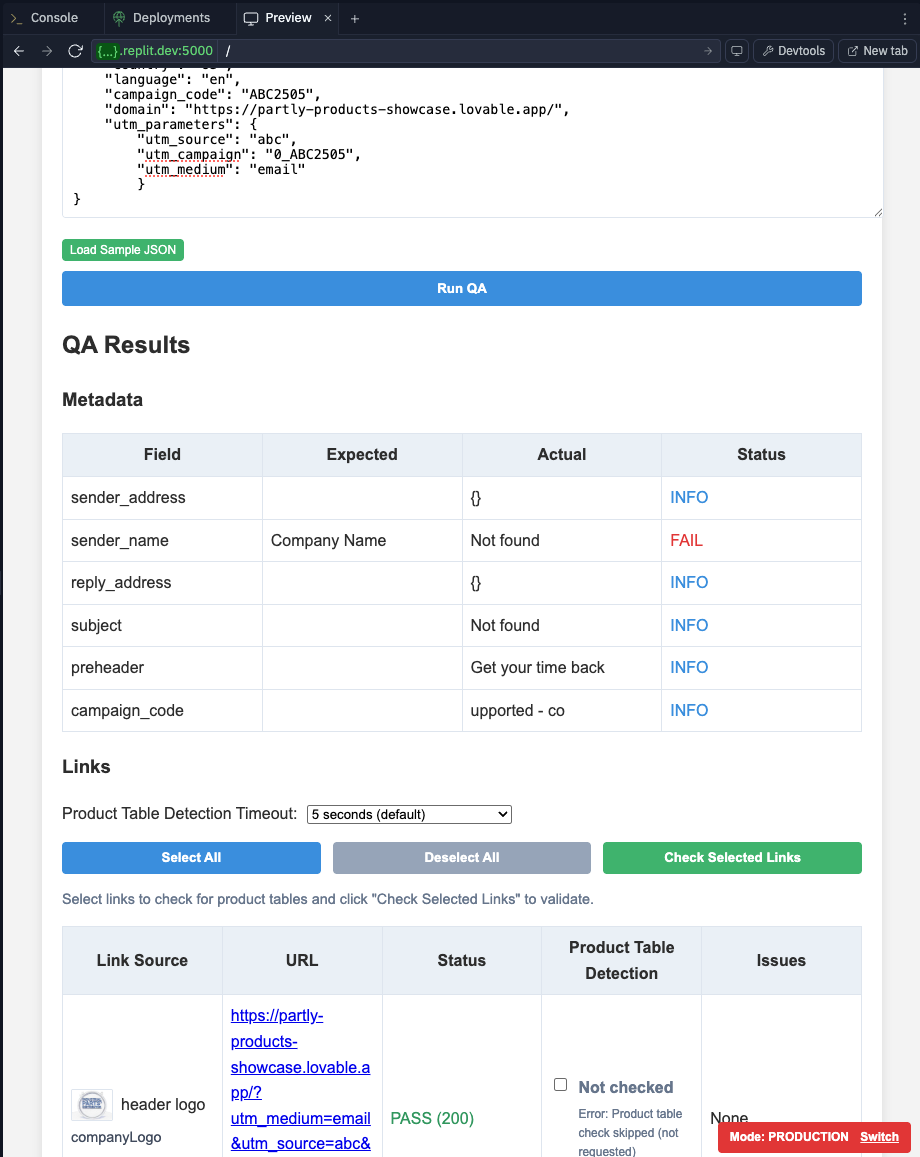 Console
Deployments
Preview
{...}.replit.dev:5000 /
Devtools
New tab
"language": "en",
"campaign_code": "ABC2505",
"domain": "https://partly-products-showcase.lovable.app/",
"utm_parameters": {
"utm_source": "abc",
"utm_campaign": "0_ABC2505",
"utm_medium": "email"
}
}
Load Sample JSON
Run QA
QA Results
Metadata
Field Expected Actual Status
sender_address {} INFO
sender_name Company Name Not found FAIL
reply_address {} INFO
subject Not found INFO
preheader Get your time back INFO
campaign_code upported - co INFO
Links
Product Table Detection Timeout: 5 seconds (default)
Select All Deselect All Check Selected Links
Select links to check for product tables and click "Check Selected Links" to validate.
Link Source URL Status Product Table Detection Issues
https://partly-
products-
showcase.lovable.a
pp/?
utm_medium=email
&utm_source=abc&
header logo
companyLogo
PASS (200)
Not checked
Error: Product table
check skipped (not
requested)
None
Mode: PRODUCTION Switch